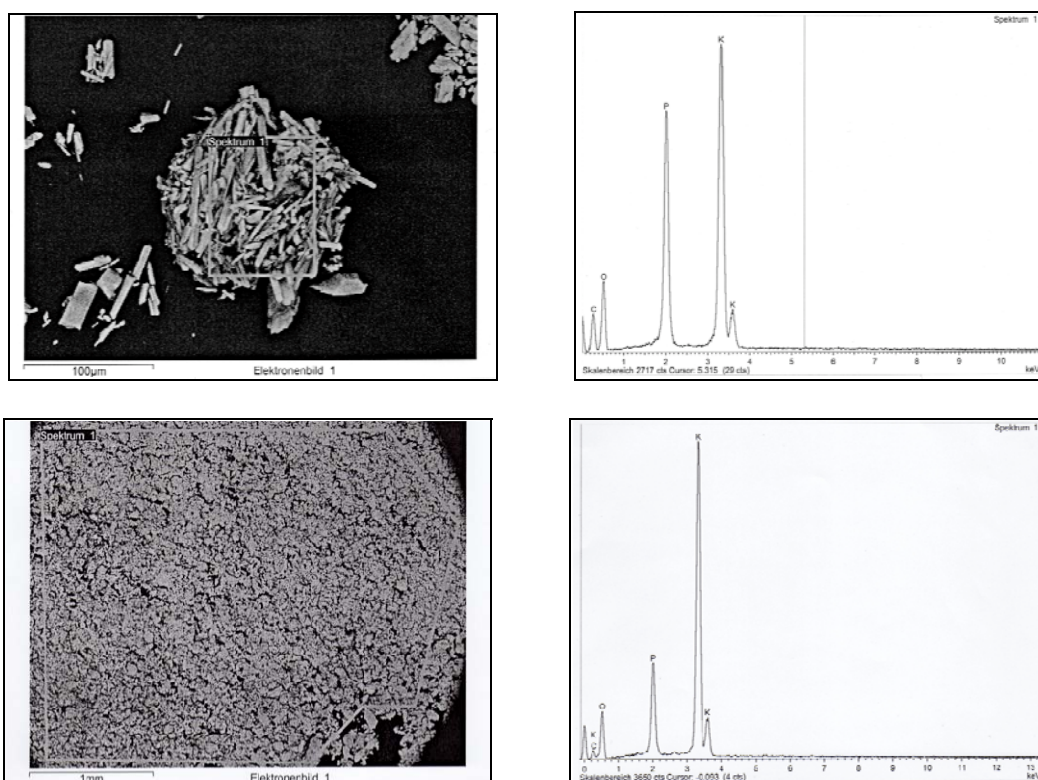 Spektrum 1
100µm
Elektronenbild 1
Spektrum 1
K
P
O
C
K
1 2 3 4 5 6 7 8 9 10
Skalenbereich 2717 cts Cursor: 5.315 (29 cts)
keV
Spektrum 1
1mm
Elektronenbild 1
Spektrum 1
K
P
O
K
K
C
0 1 2 3 4 5 6 7 8 9 10 11 12 13
Skalenbereich 3650 cts Cursor: -0.093 (4 cts)
keV